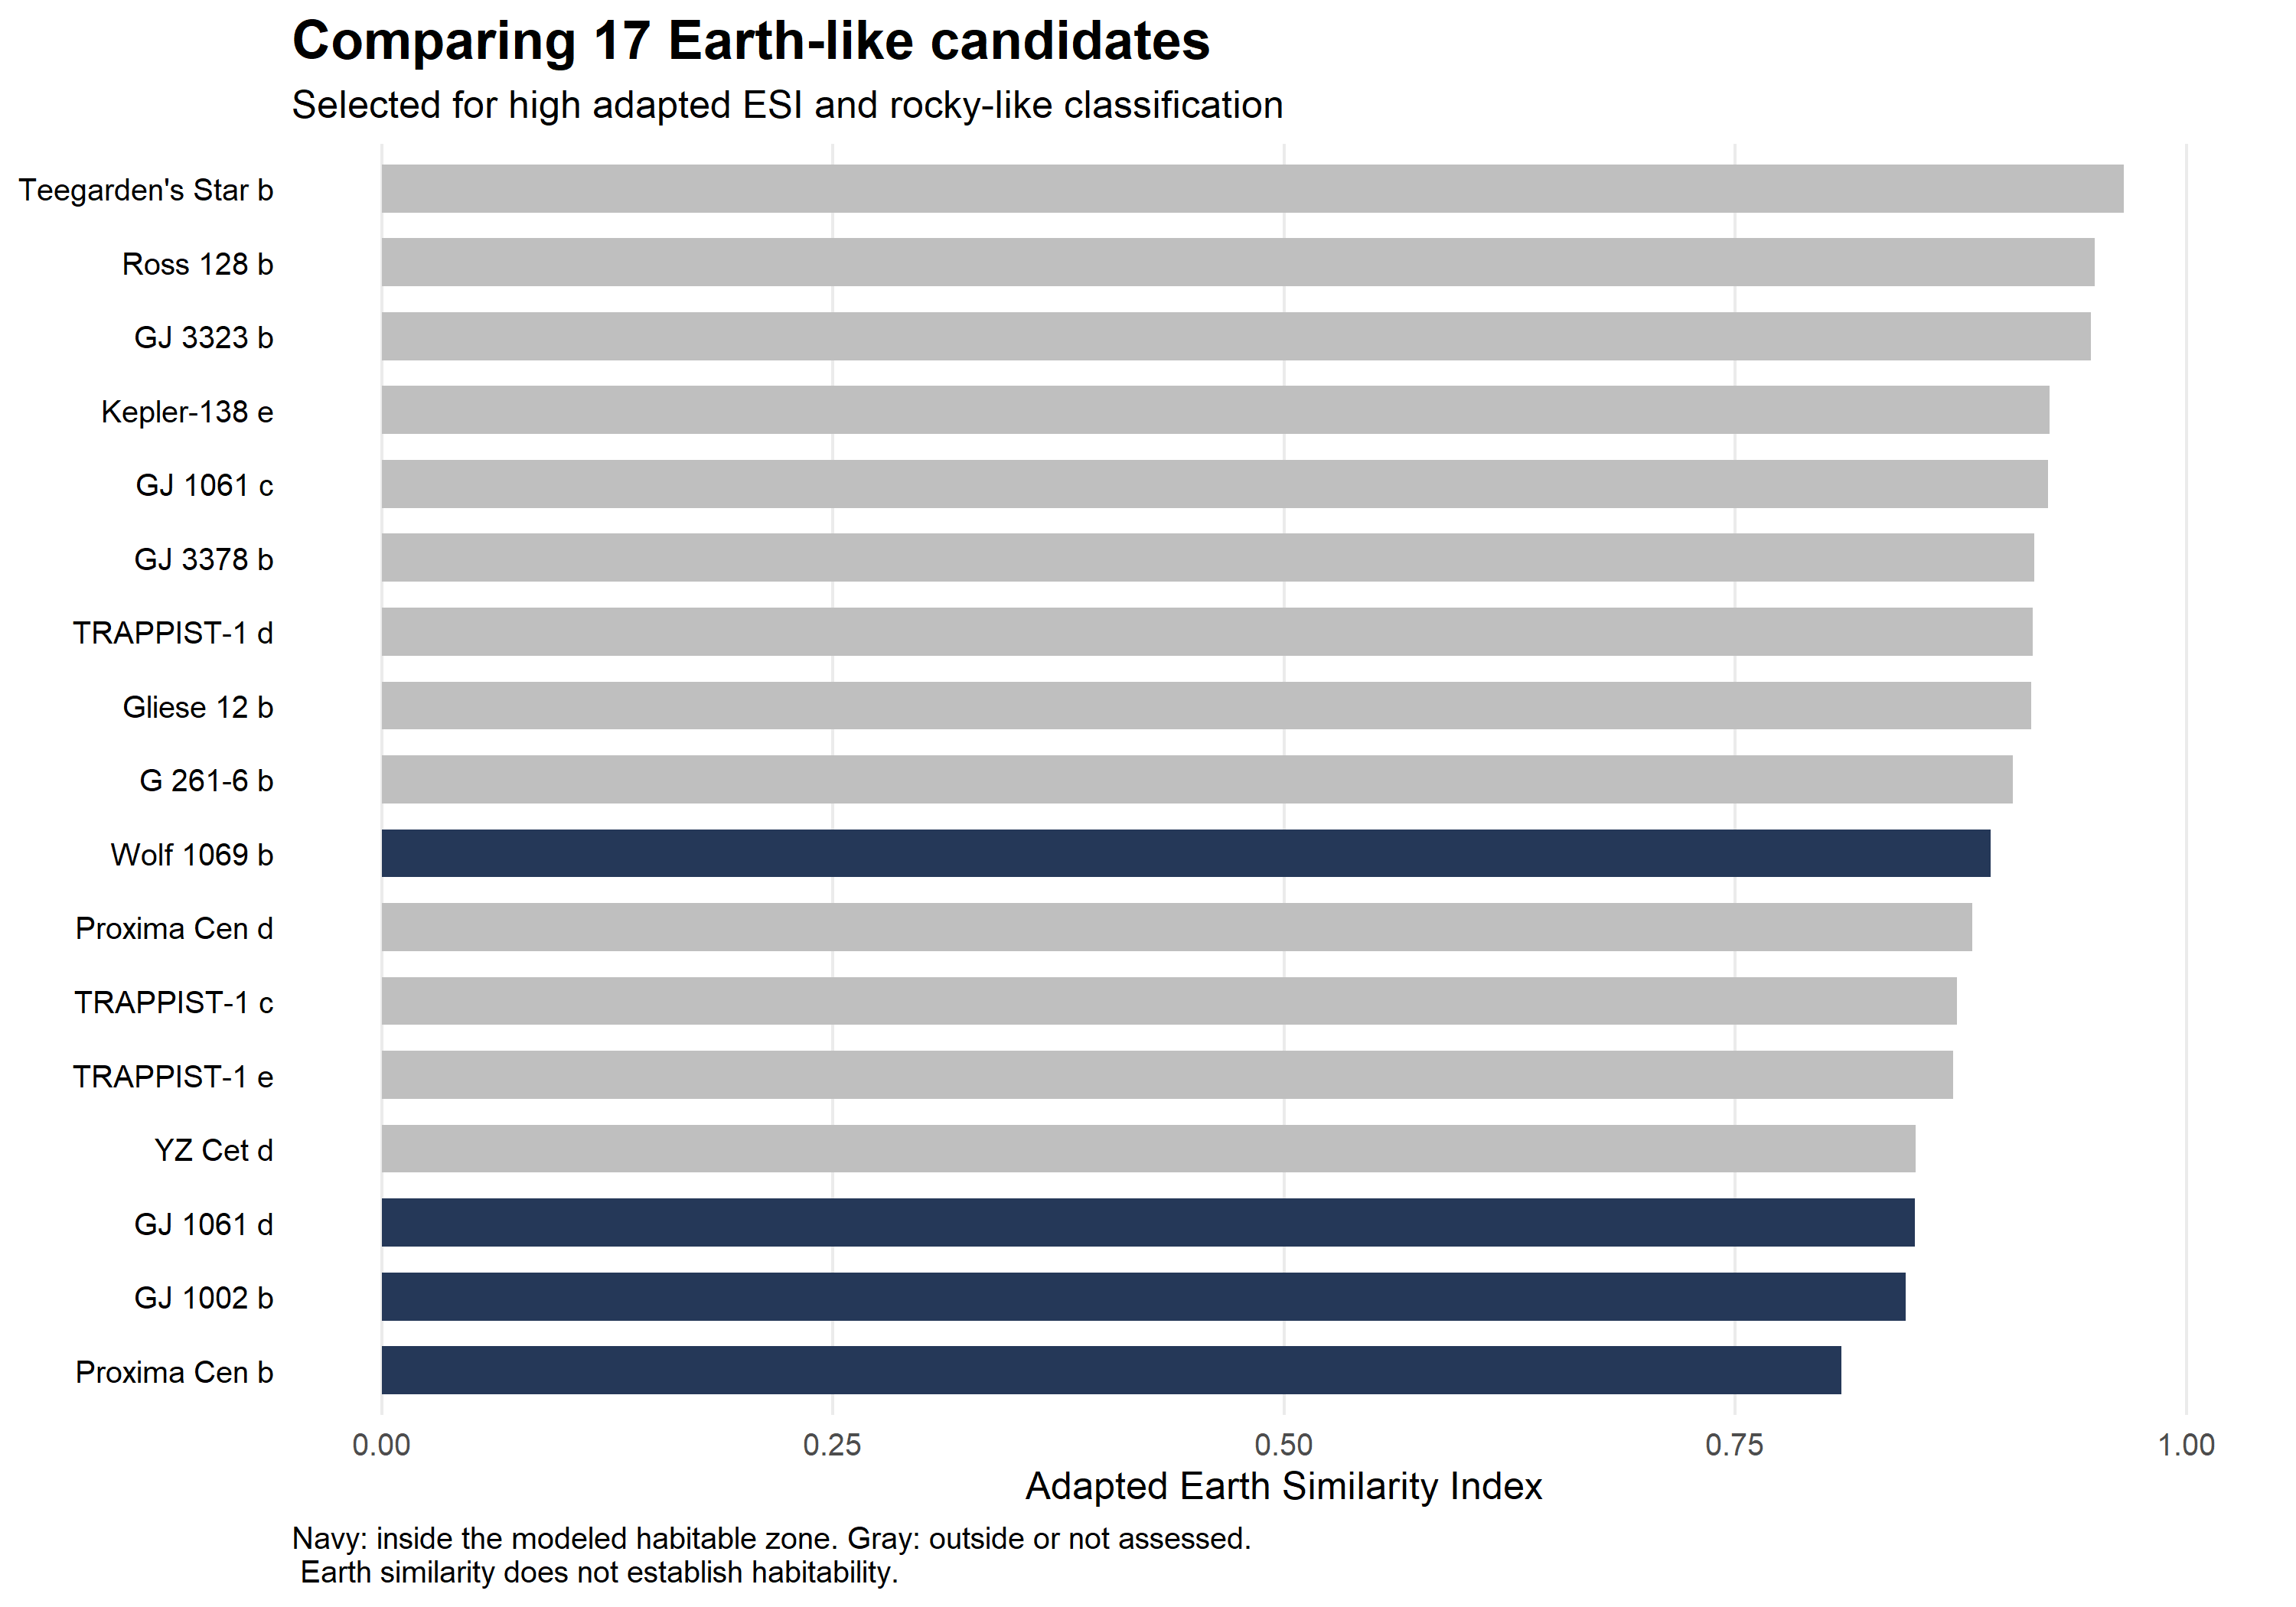 Comparing 17 Earth-like candidates
Selected for high adapted ESI and rocky-like classification
Teegarden's Star b
Ross 128 b
GJ 3323 b
Kepler-138 e
GJ 1061 c
GJ 3378 b
TRAPPIST-1 d
Gliese 12 b
G 261-6 b
Wolf 1069 b
Proxima Cen d
TRAPPIST-1 c
TRAPPIST-1 e
YZ Cet d
GJ 1061 d
GJ 1002 b
Proxima Cen b
0.00 0.25 0.50 0.75 1.00
Adapted Earth Similarity Index
Navy: inside the modeled habitable zone. Gray: outside or not assessed.
Earth similarity does not establish habitability.